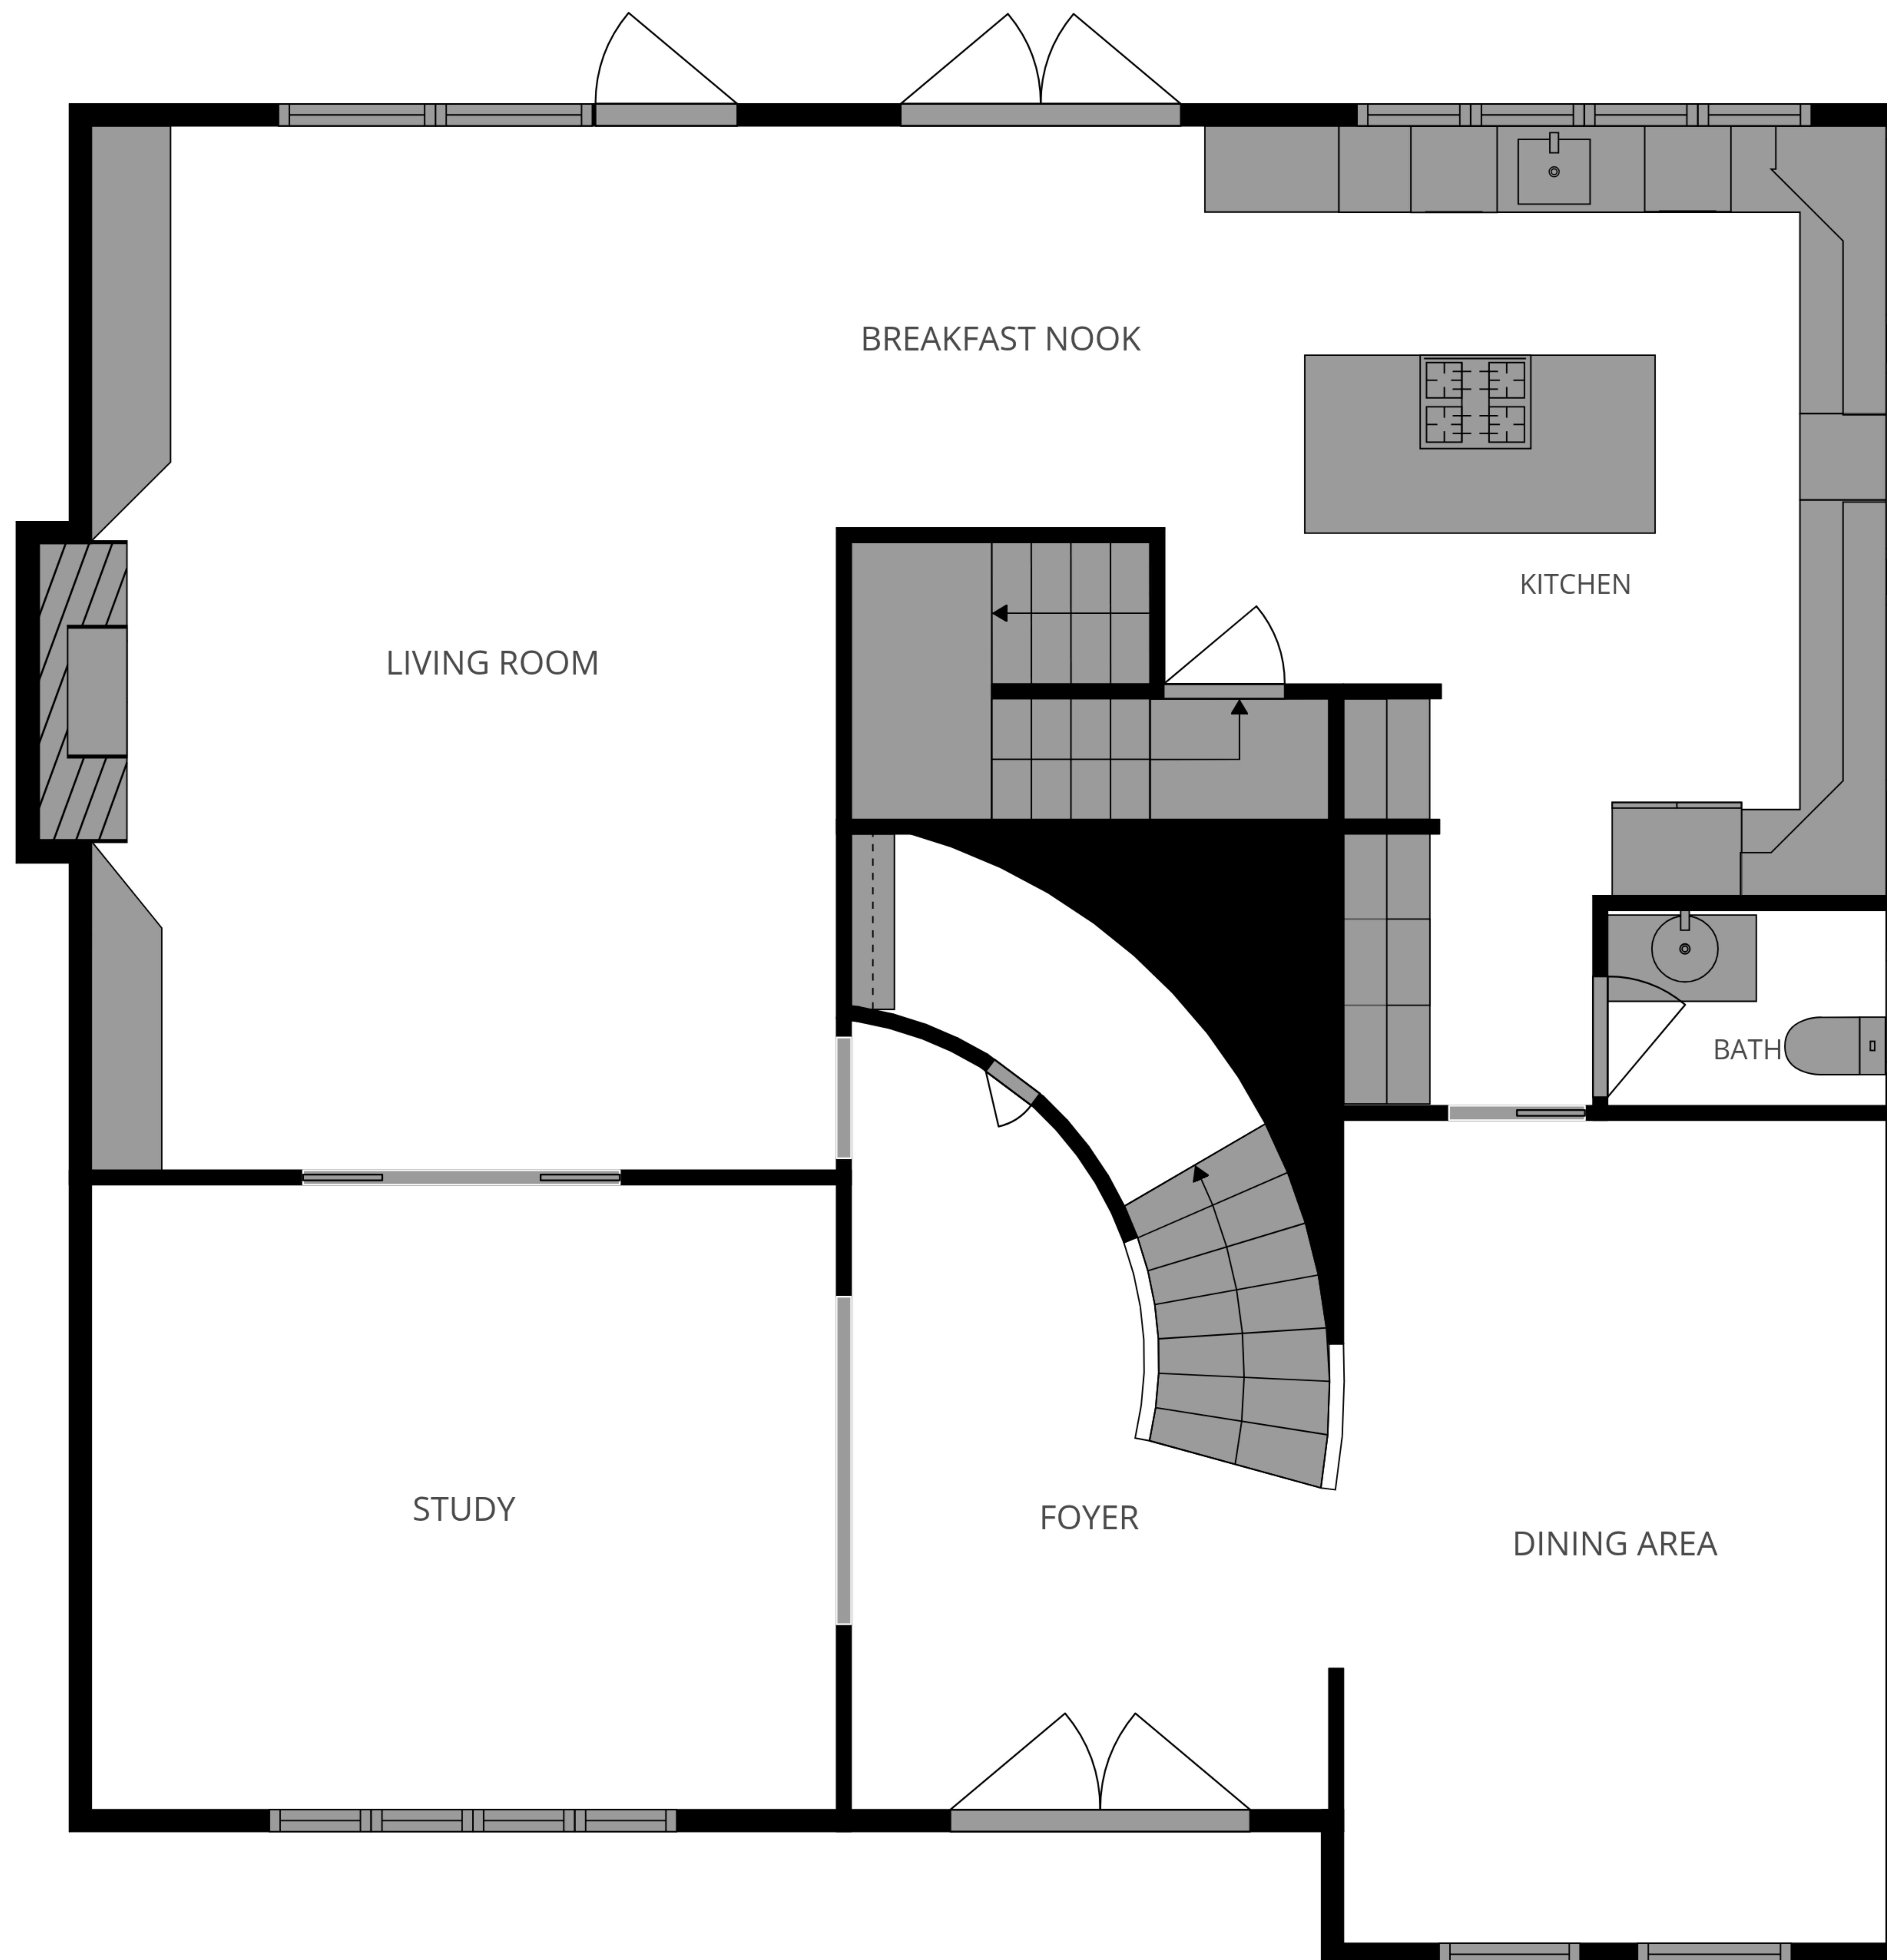 BREAKFAST NOOK
KITCHEN
LIVING ROOM
BATH
STUDY
FOYER
DINING AREA